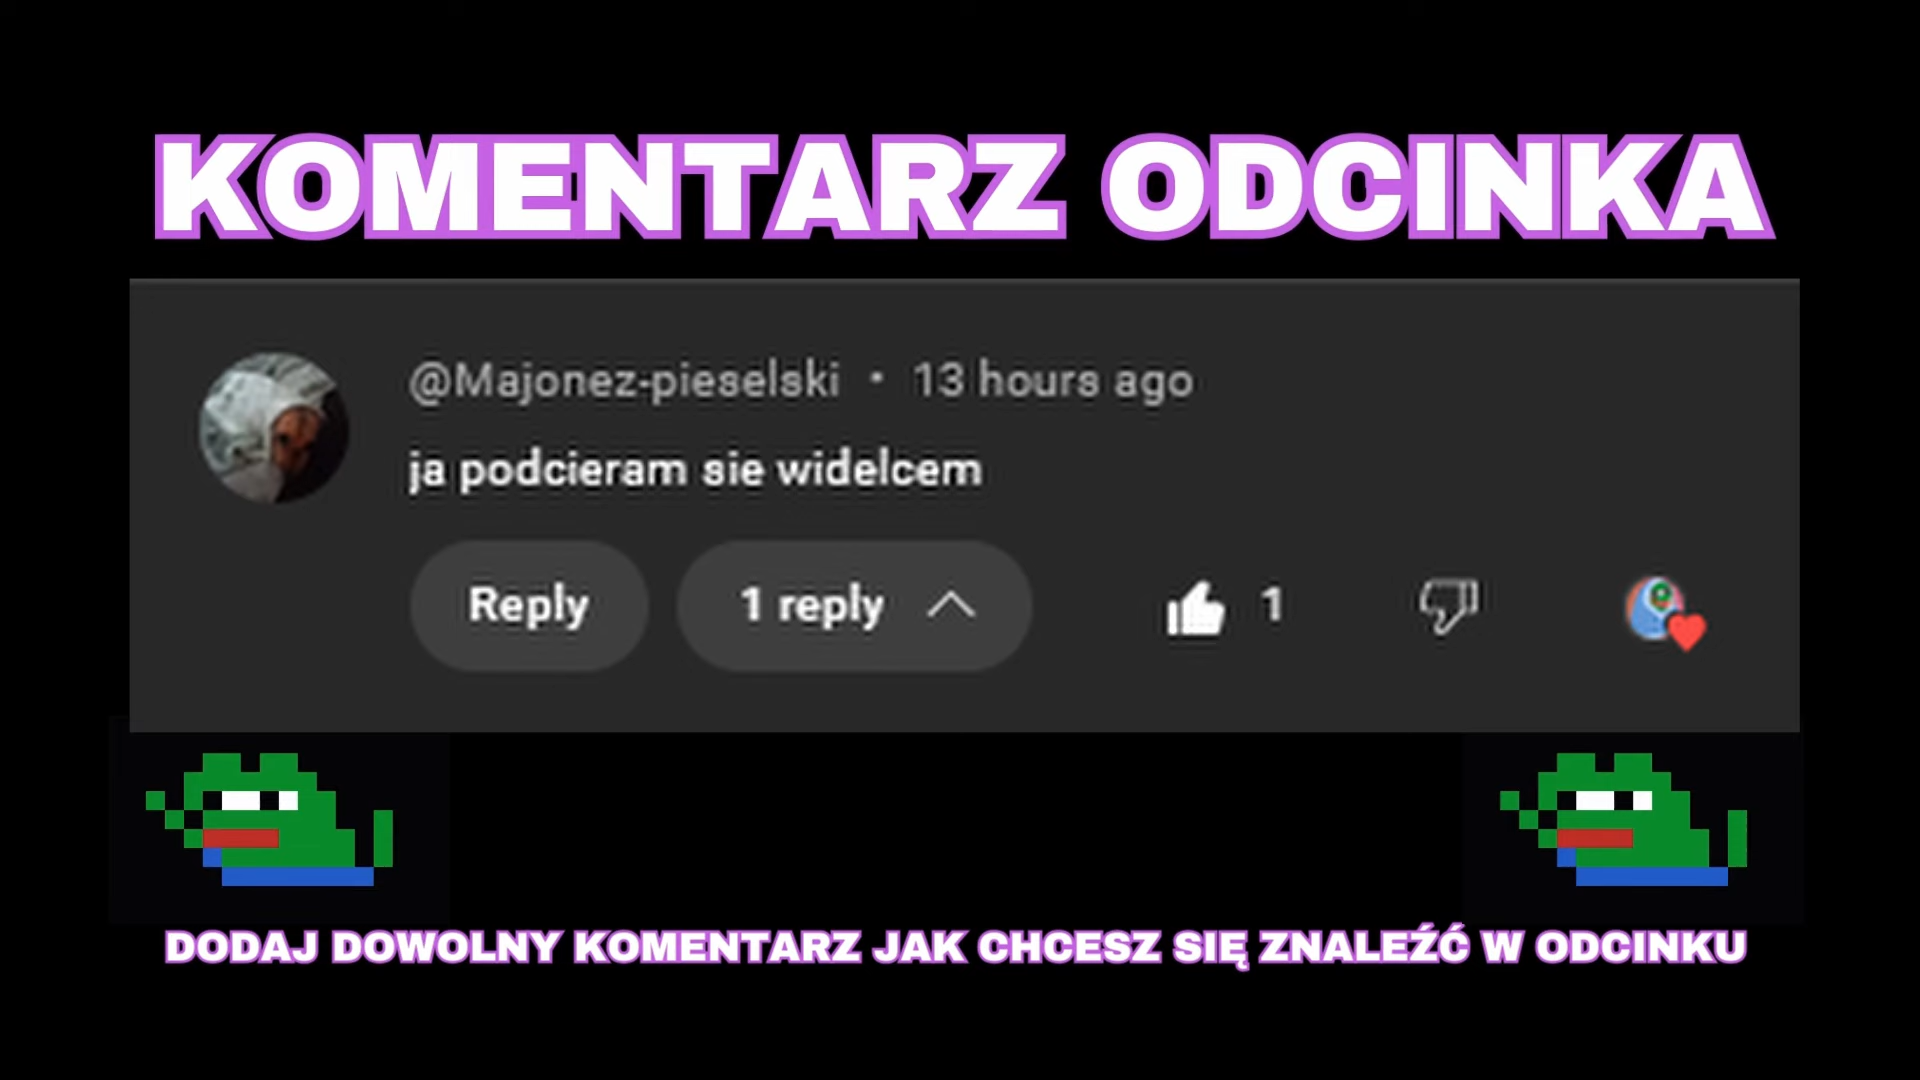 KOMENTARZ ODCINKA
@Majonez-pieselski • 13 hours ago
ja podcieram sie widelcem
Reply
1 reply
1
DODAJ DOWOLNY KOMENTARZ JAK CHCESZ SIĘ ZNALEŹĆ W ODCINKU